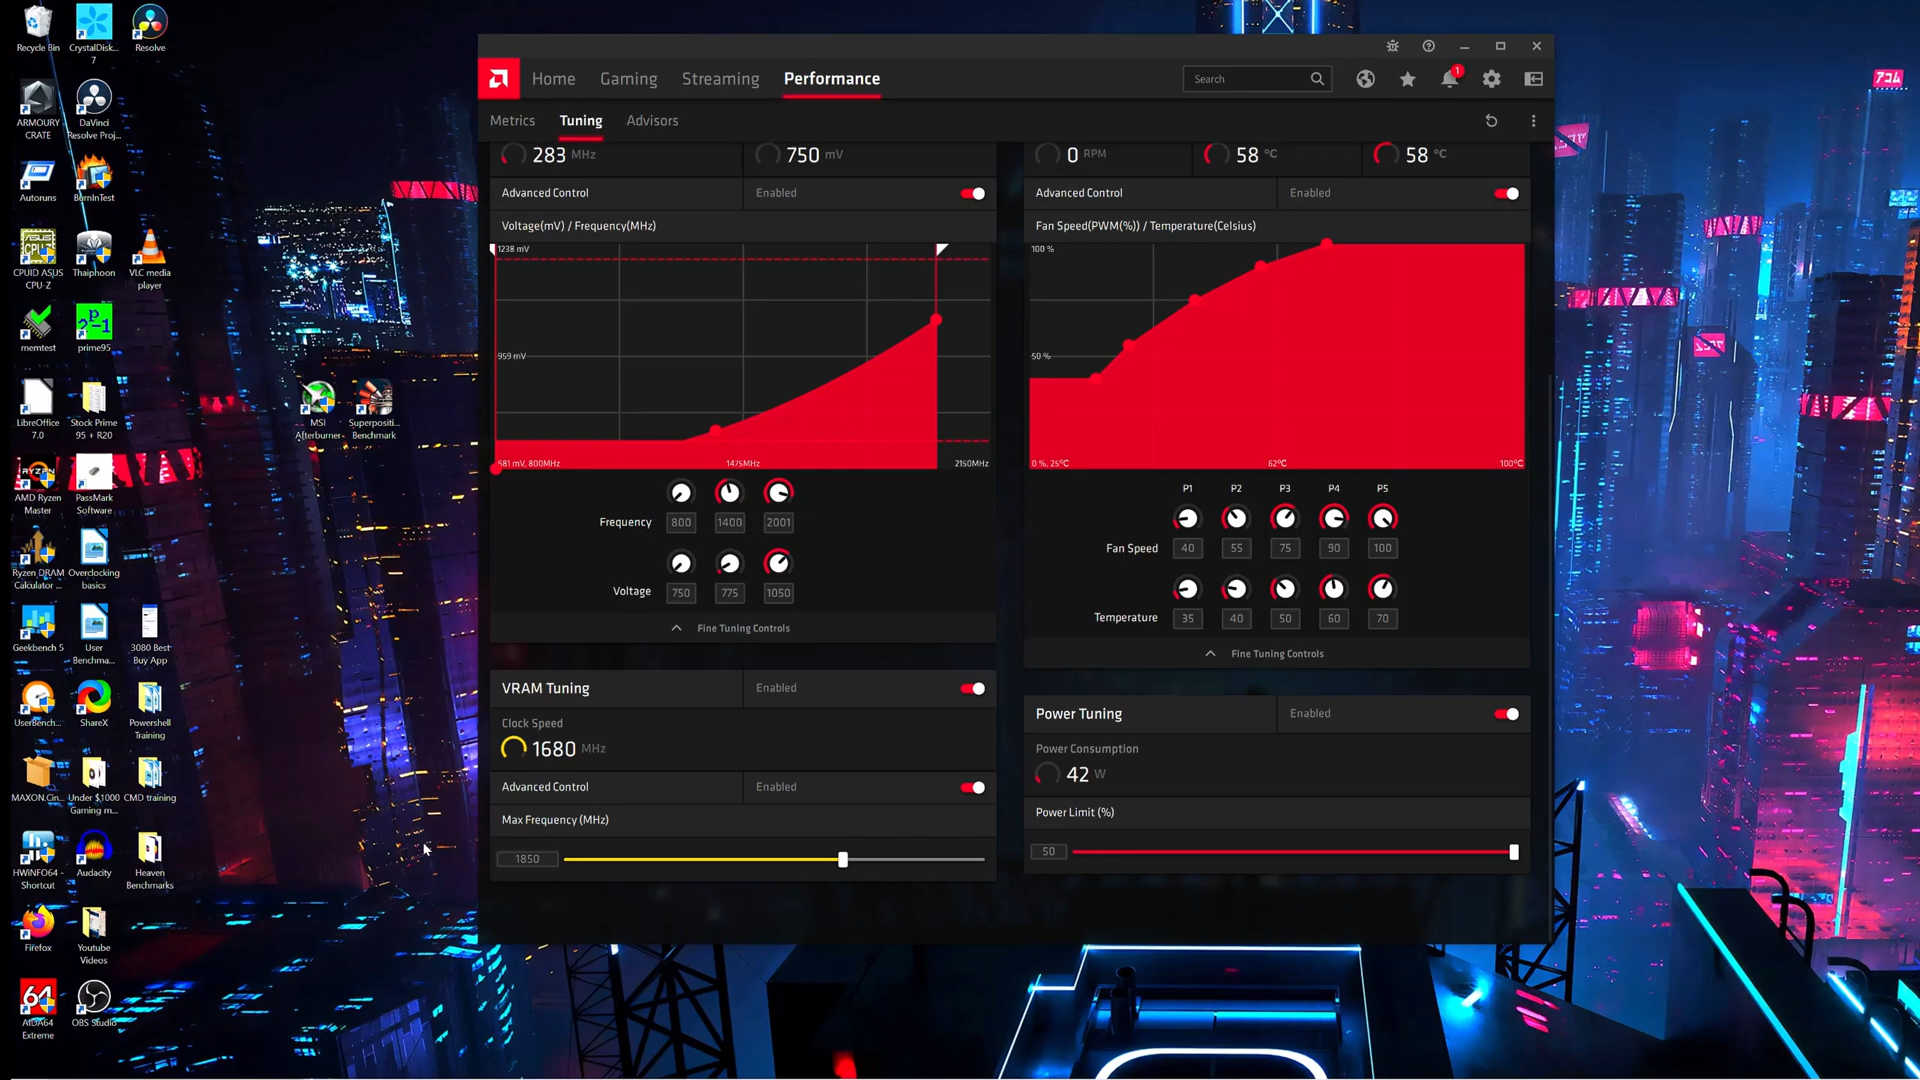 Recycle Bin
CrystalDisk...
7
Resolve
ARMOURY
CRATE
DaVinci
Resolve Proj...
Autoruns
BurnInTest
CPUID ASUS
CPU-Z
Thaiphoon
VLC media
player
memtest
prime95
LibreOffice
7.0
Stock Prime
95 + R20
MSI
Afterburner
Superpositi...
Benchmark
AMD Ryzen
Master
PassMark
Software
Ryzen DRAM
Calculator ...
Overclocking
basics
Geekbench 5
User
Benchma...
3080 Best
Buy App
UserBench...
ShareX
Powershell
Training
MAXON Cin...
Under $1000
Gaming m...
CMD training
HWiNFO64 -
Shortcut
Audacity
Heaven
Benchmarks
Firefox
Youtube
Videos
64
AIDA64
Extreme
OBS Studio
Home
Gaming
Streaming
Performance
Search
1
Metrics
Tuning
Advisors
283 MHz
750 mV
Advanced Control
Enabled
Voltage(mV) / Frequency(MHz)
1238 mV
959 mV
681 mV, 800MHz
1475MHz
2150MHz
Frequency
800
1400
2001
Voltage
750
775
1050
Fine Tuning Controls
VRAM Tuning
Enabled
Clock Speed
1680 MHz
Advanced Control
Enabled
Max Frequency (MHz)
1850
0 RPM
58 °C
58 °C
Advanced Control
Enabled
Fan Speed(PWM(%)) / Temperature(Celsius)
100 %
50 %
0 %, 25°C
62°C
100°C
P1
P2
P3
P4
P5
Fan Speed
40
55
75
90
100
Temperature
35
40
50
60
70
Fine Tuning Controls
Power Tuning
Enabled
Power Consumption
42 W
Power Limit (%)
50
アコム